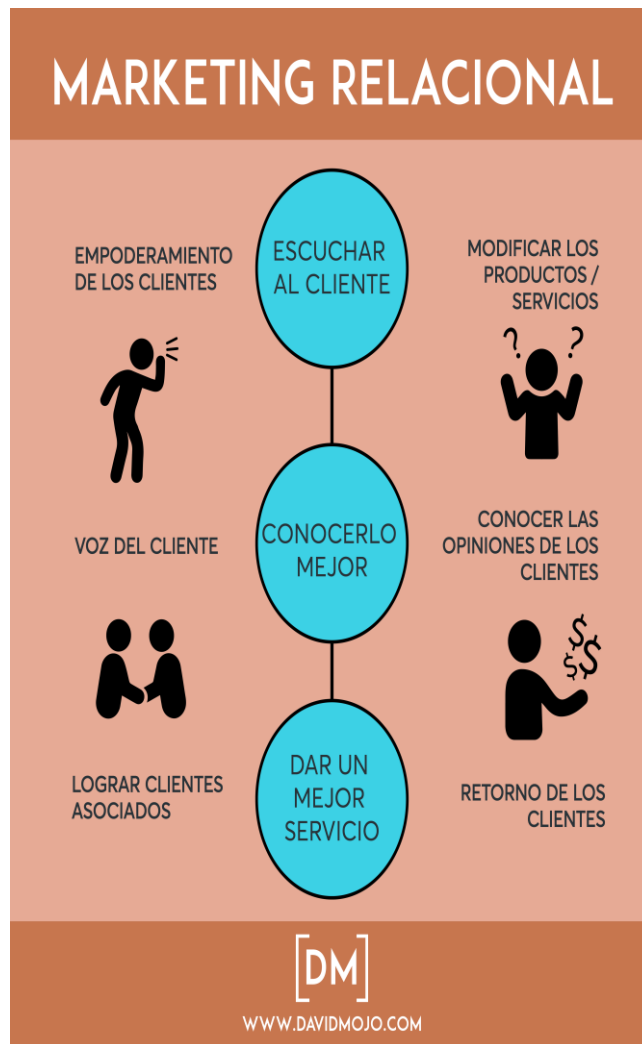 MARKETING RELACIONAL
EMPODERAMIENTO
DE LOS CLIENTES
ESCUCHAR
AL CLIENTE
MODIFICAR LOS
PRODUCTOS /
SERVICIOS
? ?
VOZ DEL CLIENTE
CONOCERLO
MEJOR
CONOCER LAS
OPINIONES DE LOS
CLIENTES
$ $ $
LOGRAR CLIENTES
ASOCIADOS
DAR UN
MEJOR
SERVICIO
RETORNO DE LOS
CLIENTES
[DM]
WWW.DAVIDMOJO.COM